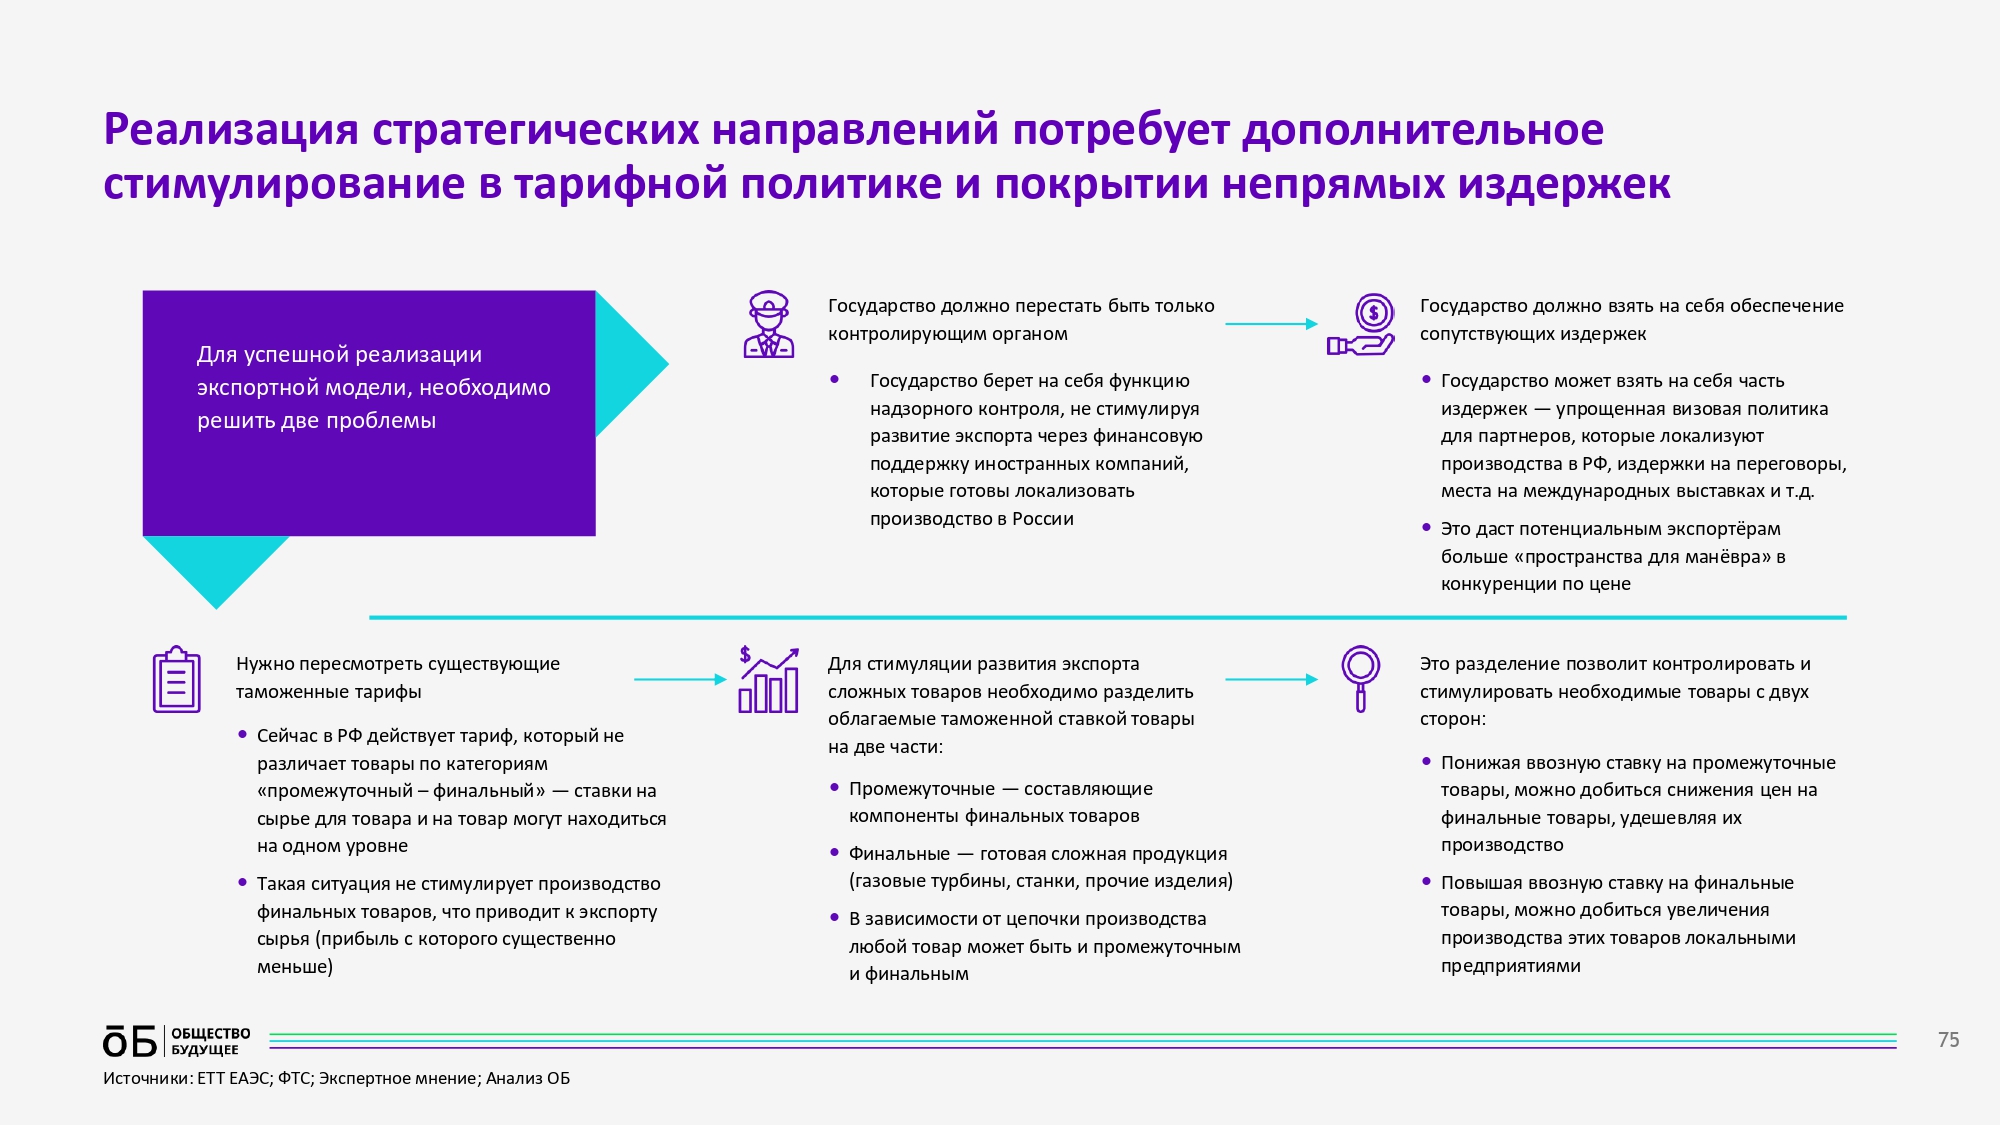 Реализация стратегических направлений потребует дополнительное
стимулирование в тарифной политике и покрытии непрямых издержек
Для успешной реализации
экспортной модели, необходимо
решить две проблемы
Государство должно перестать быть только
контролирующим органом
• Государство берет на себя функцию
надзорного контроля, не стимулируя
развитие экспорта через финансовую
поддержку иностранных компаний,
которые готовы локализовать
производство в России
$
Государство должно взять на себя обеспечение
сопутствующих издержек
• Государство может взять на себя часть
издержек — упрощенная визовая политика
для партнеров, которые локализуют
производства в РФ, издержки на переговоры,
места на международных выставках и т.д.
• Это даст потенциальным экспортёрам
больше «пространства для манёвра» в
конкуренции по цене
Нужно пересмотреть существующие
таможенные тарифы
• Сейчас в РФ действует тариф, который не
различает товары по категориям
«промежуточный – финальный» — ставки на
сырье для товара и на товар могут находиться
на одном уровне
• Такая ситуация не стимулирует производство
финальных товаров, что приводит к экспорту
сырья (прибыль с которого существенно
меньше)
$
Для стимуляции развития экспорта
сложных товаров необходимо разделить
облагаемые таможенной ставкой товары
на две части:
• Промежуточные — составляющие
компоненты финальных товаров
• Финальные — готовая сложная продукция
(газовые турбины, станки, прочие изделия)
• В зависимости от цепочки производства
любой товар может быть и промежуточным
и финальным
Это разделение позволит контролировать и
стимулировать необходимые товары с двух
сторон:
• Понижая ввозную ставку на промежуточные
товары, можно добиться снижения цен на
финальные товары, удешевляя их
производство
• Повышая ввозную ставку на финальные
товары, можно добиться увеличения
производства этих товаров локальными
предприятиями
ōБ
ОБЩЕСТВО
БУДУЩЕЕ
75
Источники: ЕТТ ЕАЭС; ФТС; Экспертное мнение; Анализ ОБ